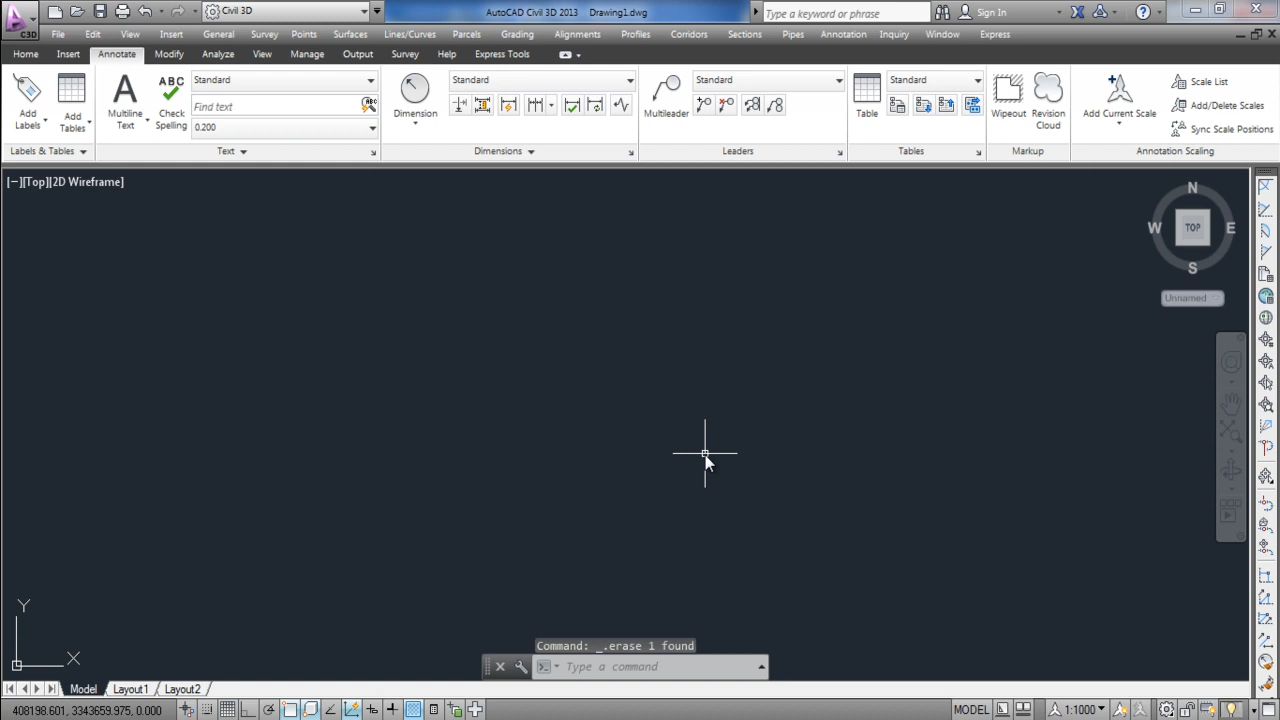 C3D
Civil 3D
AutoCAD Civil 3D 2013 Drawing1.dwg
Type a keyword or phrase
Sign In
File Edit View Insert General Survey Points Surfaces Lines/Curves Parcels Grading Alignments Profiles Corridors Sections Pipes Annotation Inquiry Window Express
Home Insert Annotate Modify Analyze View Manage Output Survey Help Express Tools
Add Labels
Add Tables
Labels & Tables
Multiline Text
ABC
Check Spelling
Standard
Find text
ABC
0.200
Text
Dimension
Standard
Dimensions
Multileader
Standard
Leaders
Table
Standard
Tables
Wipeout
Revision Cloud
Markup
Add Current Scale
Scale List
Add/Delete Scales
Sync Scale Positions
Annotation Scaling
[−][Top][2D Wireframe]
N
W TOP E
S
Unnamed
Y
X
Command: _.erase 1 found
Type a command
Model Layout1 Layout2
408198.601, 3343659.975, 0.000
MODEL
1:1000